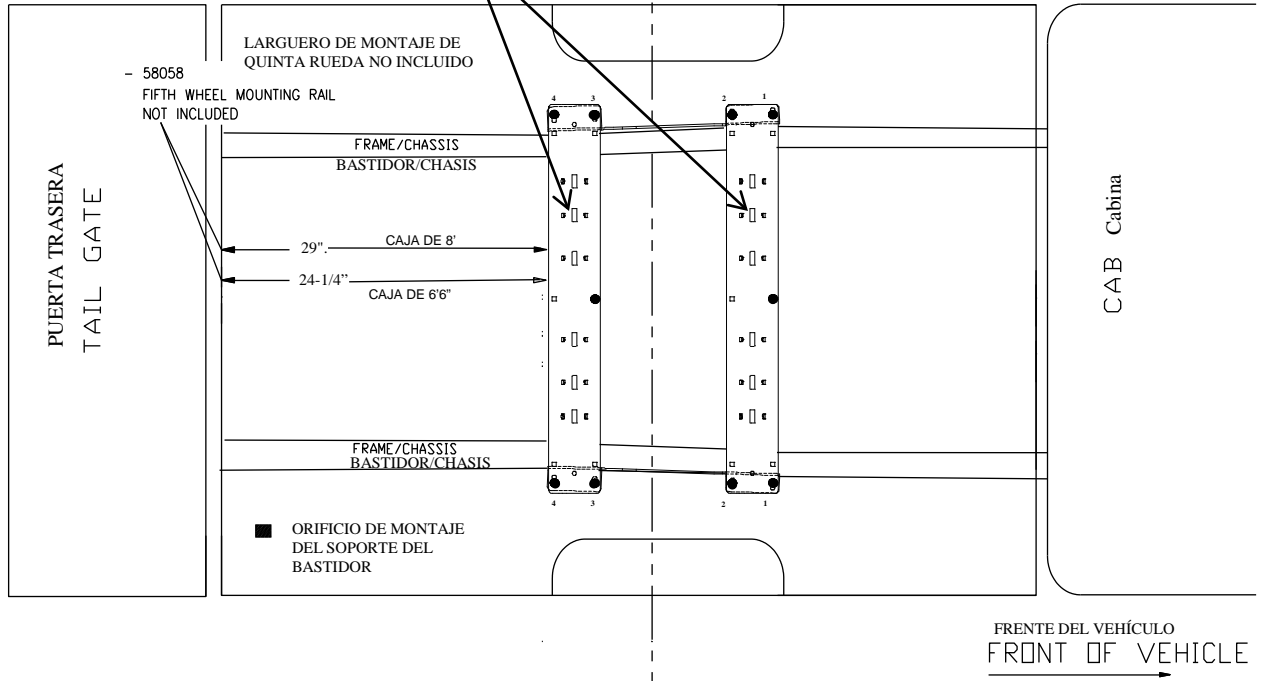 LARGUERO DE MONTAJE DE
QUINTA RUEDA NO INCLUIDO
- 58058
FIFTH WHEEL MOUNTING RAIL
NOT INCLUDED
4 3 2 1
FRAME/CHASSIS
BASTIDOR/CHASIS
PUERTA TRASERA
TAIL GATE
29".
CAJA DE 8'
24-1/4”
CAJA DE 6'6”
CAB Cabina
FRAME/CHASSIS
BASTIDOR/CHASIS
4 3 2 1
ORIFICIO DE MONTAJE
DEL SOPORTE DEL
BASTIDOR
FRENTE DEL VEHÍCULO
FRONT OF VEHICLE